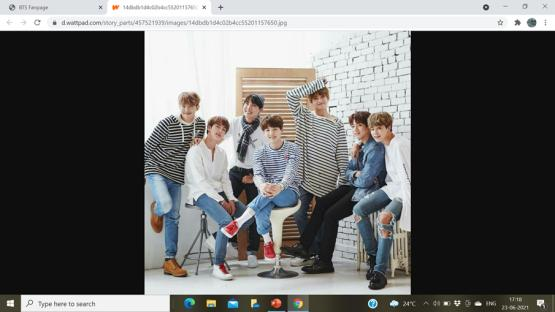 BTS Fanpage
14dbdb1d4c02b4cc55201157650
d.wattpad.com/story_parts/457521939/images/14dbdb1d4c02b4cc55201157650.jpg
Type here to search
24°C
ENG
17:18
23-06-2021